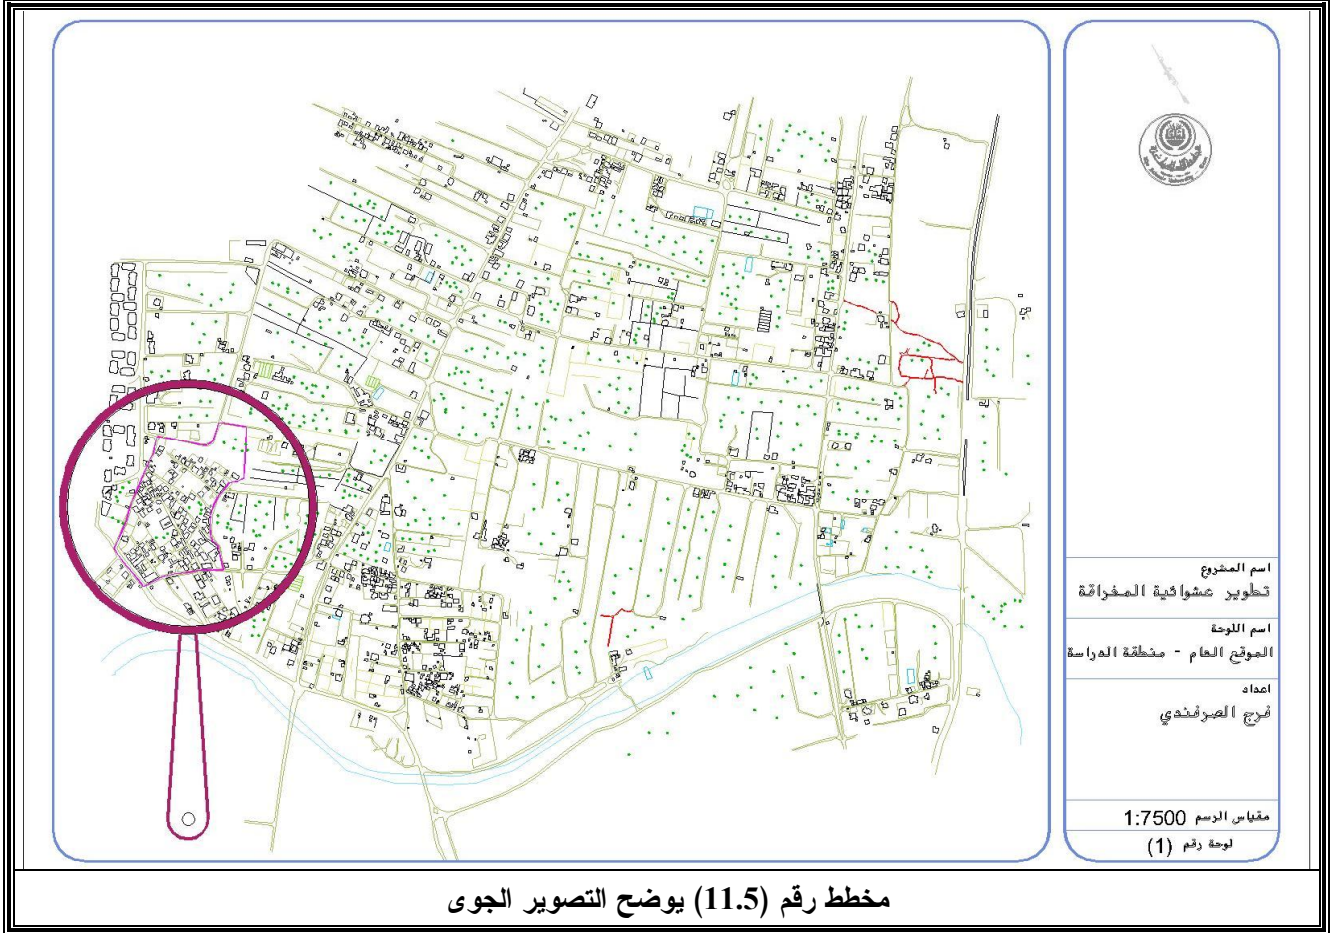 اسم المشروع
تطوير عشوائية المغراقة
اسم اللوحة
الموقع العام - منطقة الدراسة
اعداد
فرج الصرفندي
مقياس الرسم 1:7500
لوحة رقم (1)
مخطط رقم (11.5) يوضح التصوير الجوى